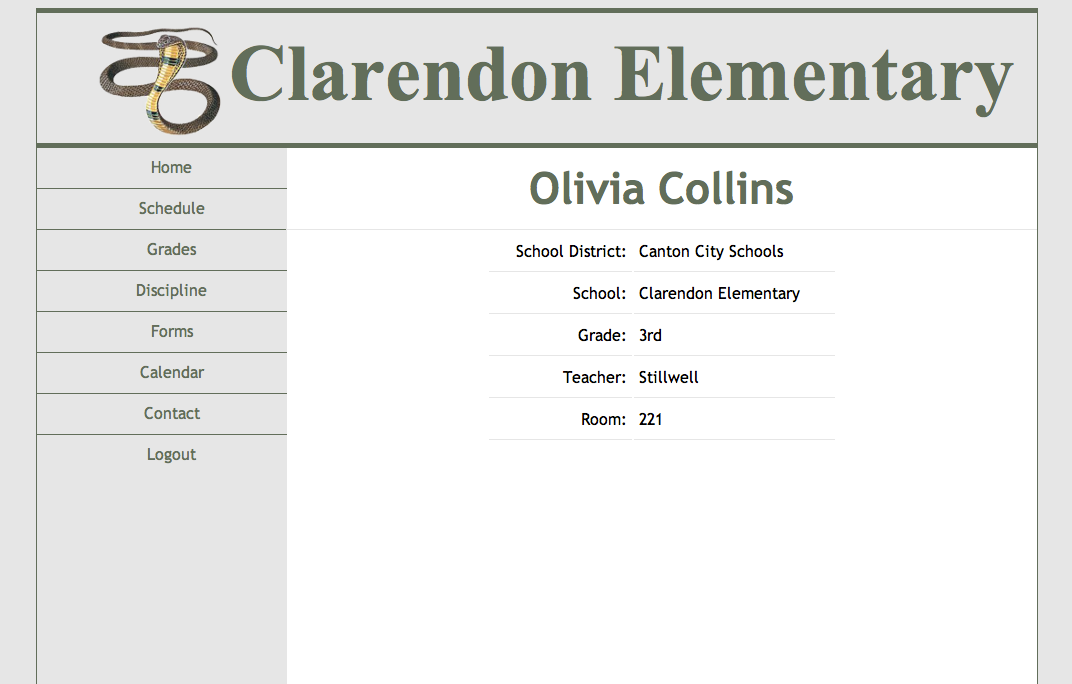 Clarendon Elementary
Home
Schedule
Grades
Discipline
Forms
Calendar
Contact
Logout
Olivia Collins
School District: Canton City Schools
School: Clarendon Elementary
Grade: 3rd
Teacher: Stillwell
Room: 221